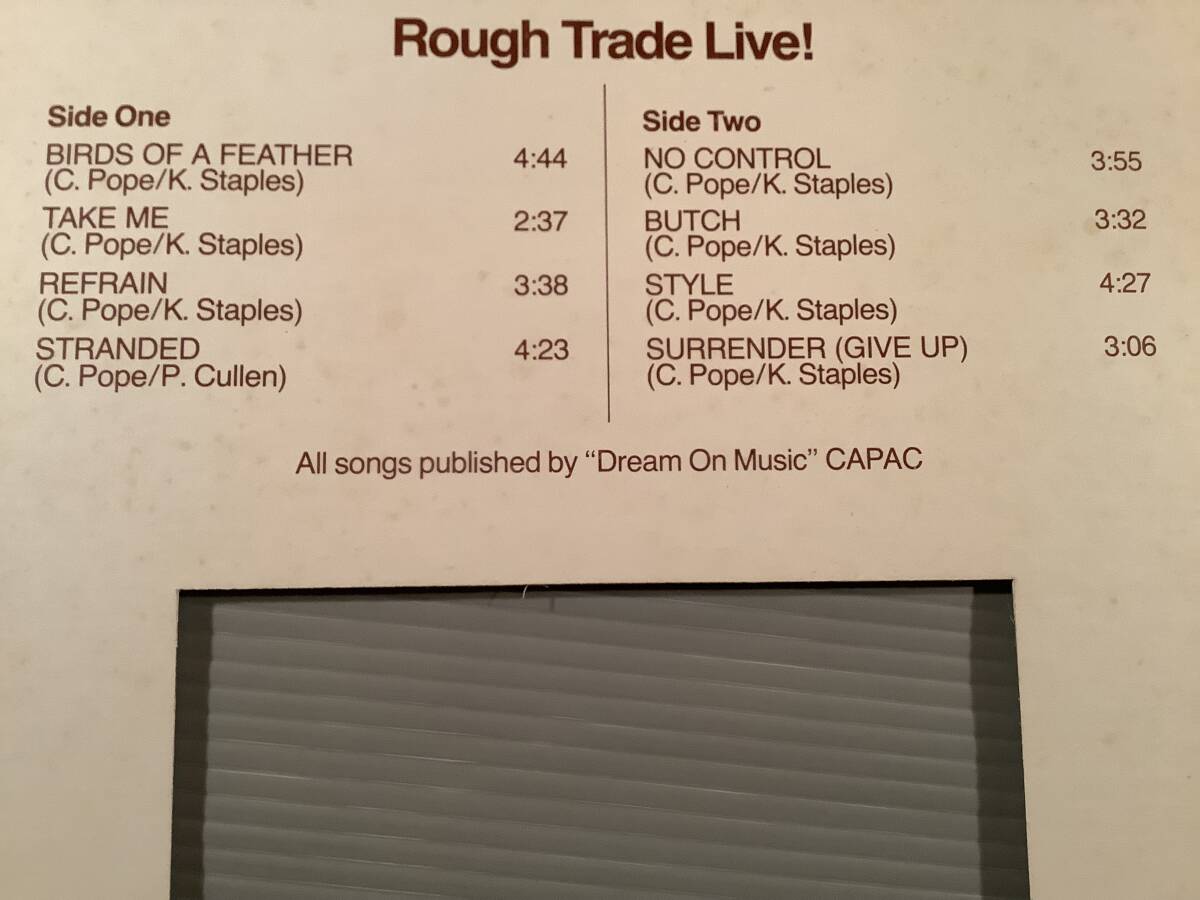 Rough Trade Live!
Side One
BIRDS OF A FEATHER 4:44
(C. Pope/K. Staples)
TAKE ME 2:37
(C. Pope/K. Staples)
REFRAIN 3:38
(C. Pope/K. Staples)
STRANDED 4:23
(C. Pope/P. Cullen)
Side Two
NO CONTROL 3:55
(C. Pope/K. Staples)
BUTCH 3:32
(C. Pope/K. Staples)
STYLE 4:27
(C. Pope/K. Staples)
SURRENDER (GIVE UP) 3:06
(C. Pope/K. Staples)
All songs published by “Dream On Music” CAPAC